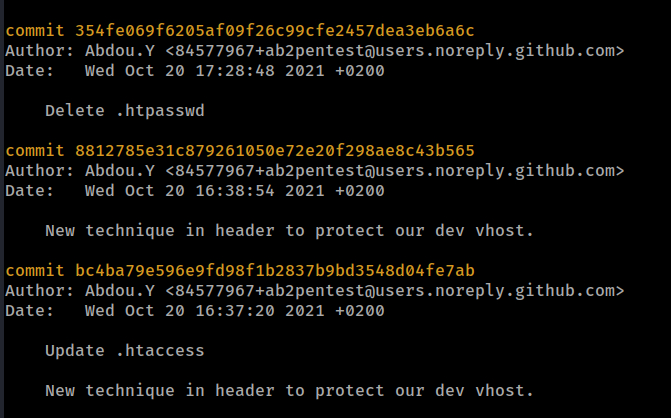 commit 354fe069f6205af09f26c99cfe2457dea3eb6a6c
Author: Abdou.Y <84577967+ab2pentest@users.noreply.github.com>
Date:   Wed Oct 20 17:28:48 2021 +0200
    Delete .htpasswd
commit 8812785e31c879261050e72e20f298ae8c43b565
Author: Abdou.Y <84577967+ab2pentest@users.noreply.github.com>
Date:   Wed Oct 20 16:38:54 2021 +0200
    New technique in header to protect our dev vhost.
commit bc4ba79e596e9fd98f1b2837b9bd3548d04fe7ab
Author: Abdou.Y <84577967+ab2pentest@users.noreply.github.com>
Date:   Wed Oct 20 16:37:20 2021 +0200
    Update .htaccess
    New technique in header to protect our dev vhost.